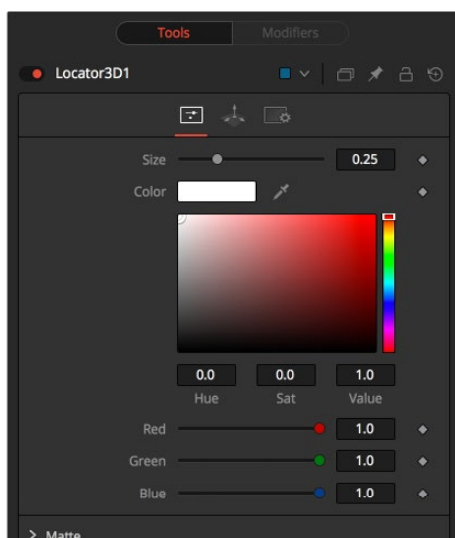 Tools Modifiers
Locator3D1
Size 0.25
Color
0.0 0.0 1.0
Hue Sat Value
Red 1.0
Green 1.0
Blue 1.0
Matte